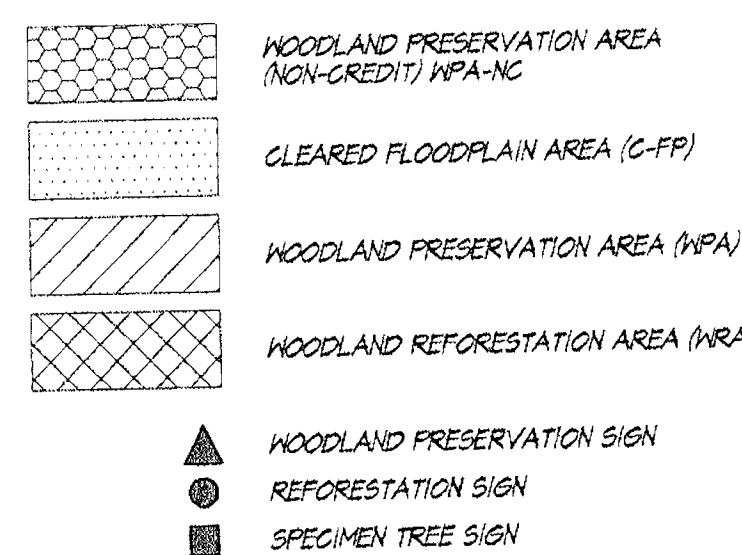 WOODLAND PRESERVATION AREA
(NON-CREDIT) WPA-NC
CLEARED FLOODPLAIN AREA (C-FP)
WOODLAND PRESERVATION AREA (WPA)
WOODLAND REFORESTATION AREA (WRA
WOODLAND PRESERVATION SIGN
REFORESTATION SIGN
SPECIMEN TREE SIGN